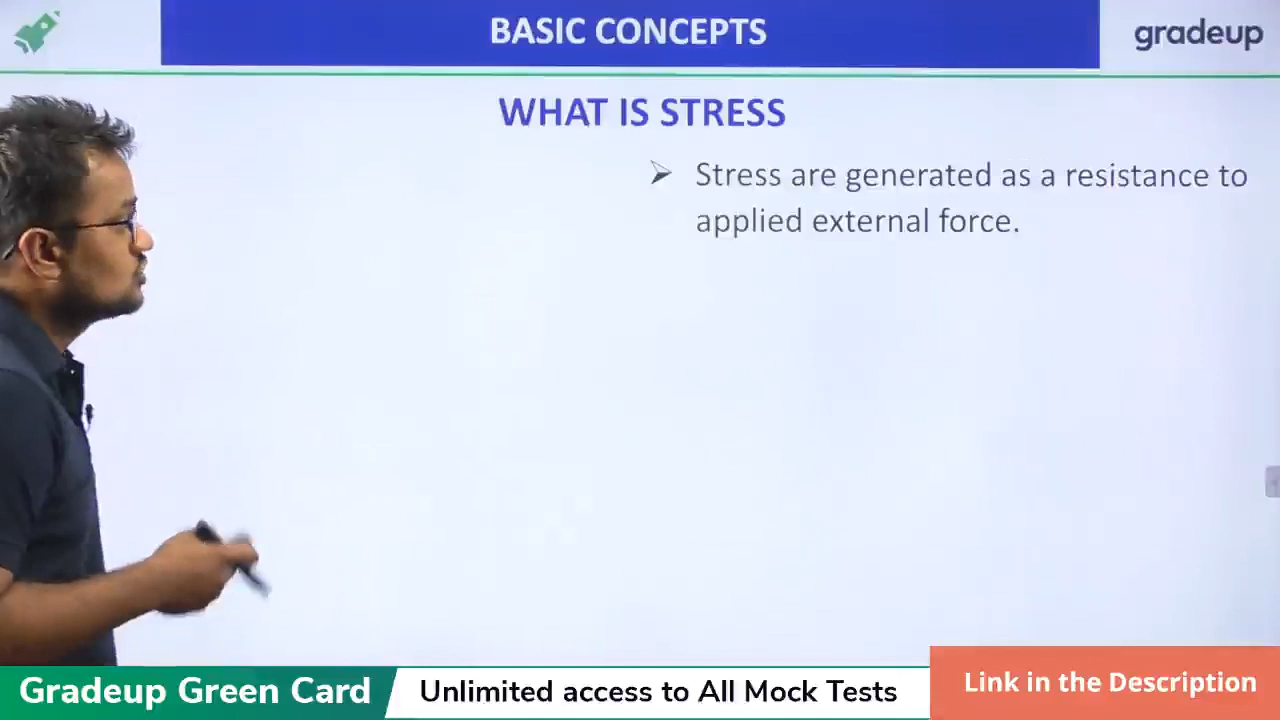 BASIC CONCEPTS
gradeup
WHAT IS STRESS
➤ Stress are generated as a resistance to
applied external force.
Gradeup Green Card
Unlimited access to All Mock Tests
Link in the Description